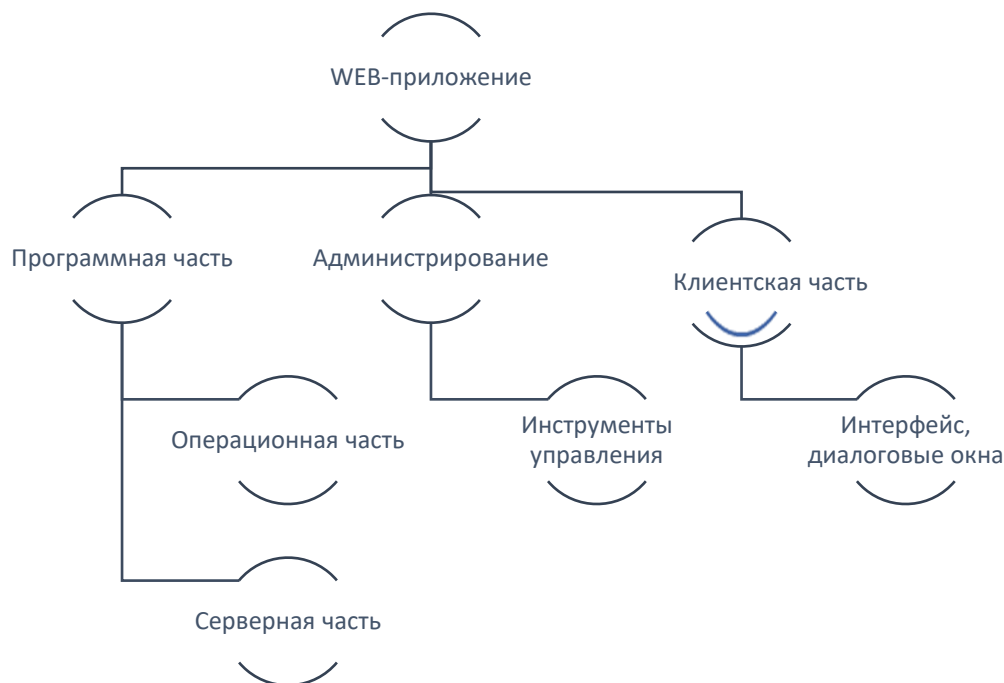 WEB-приложение
Программная часть
Администрирование
Клиентская часть
Операционная часть
Инструменты
управления
Интерфейс,
диалоговые окна
Серверная часть